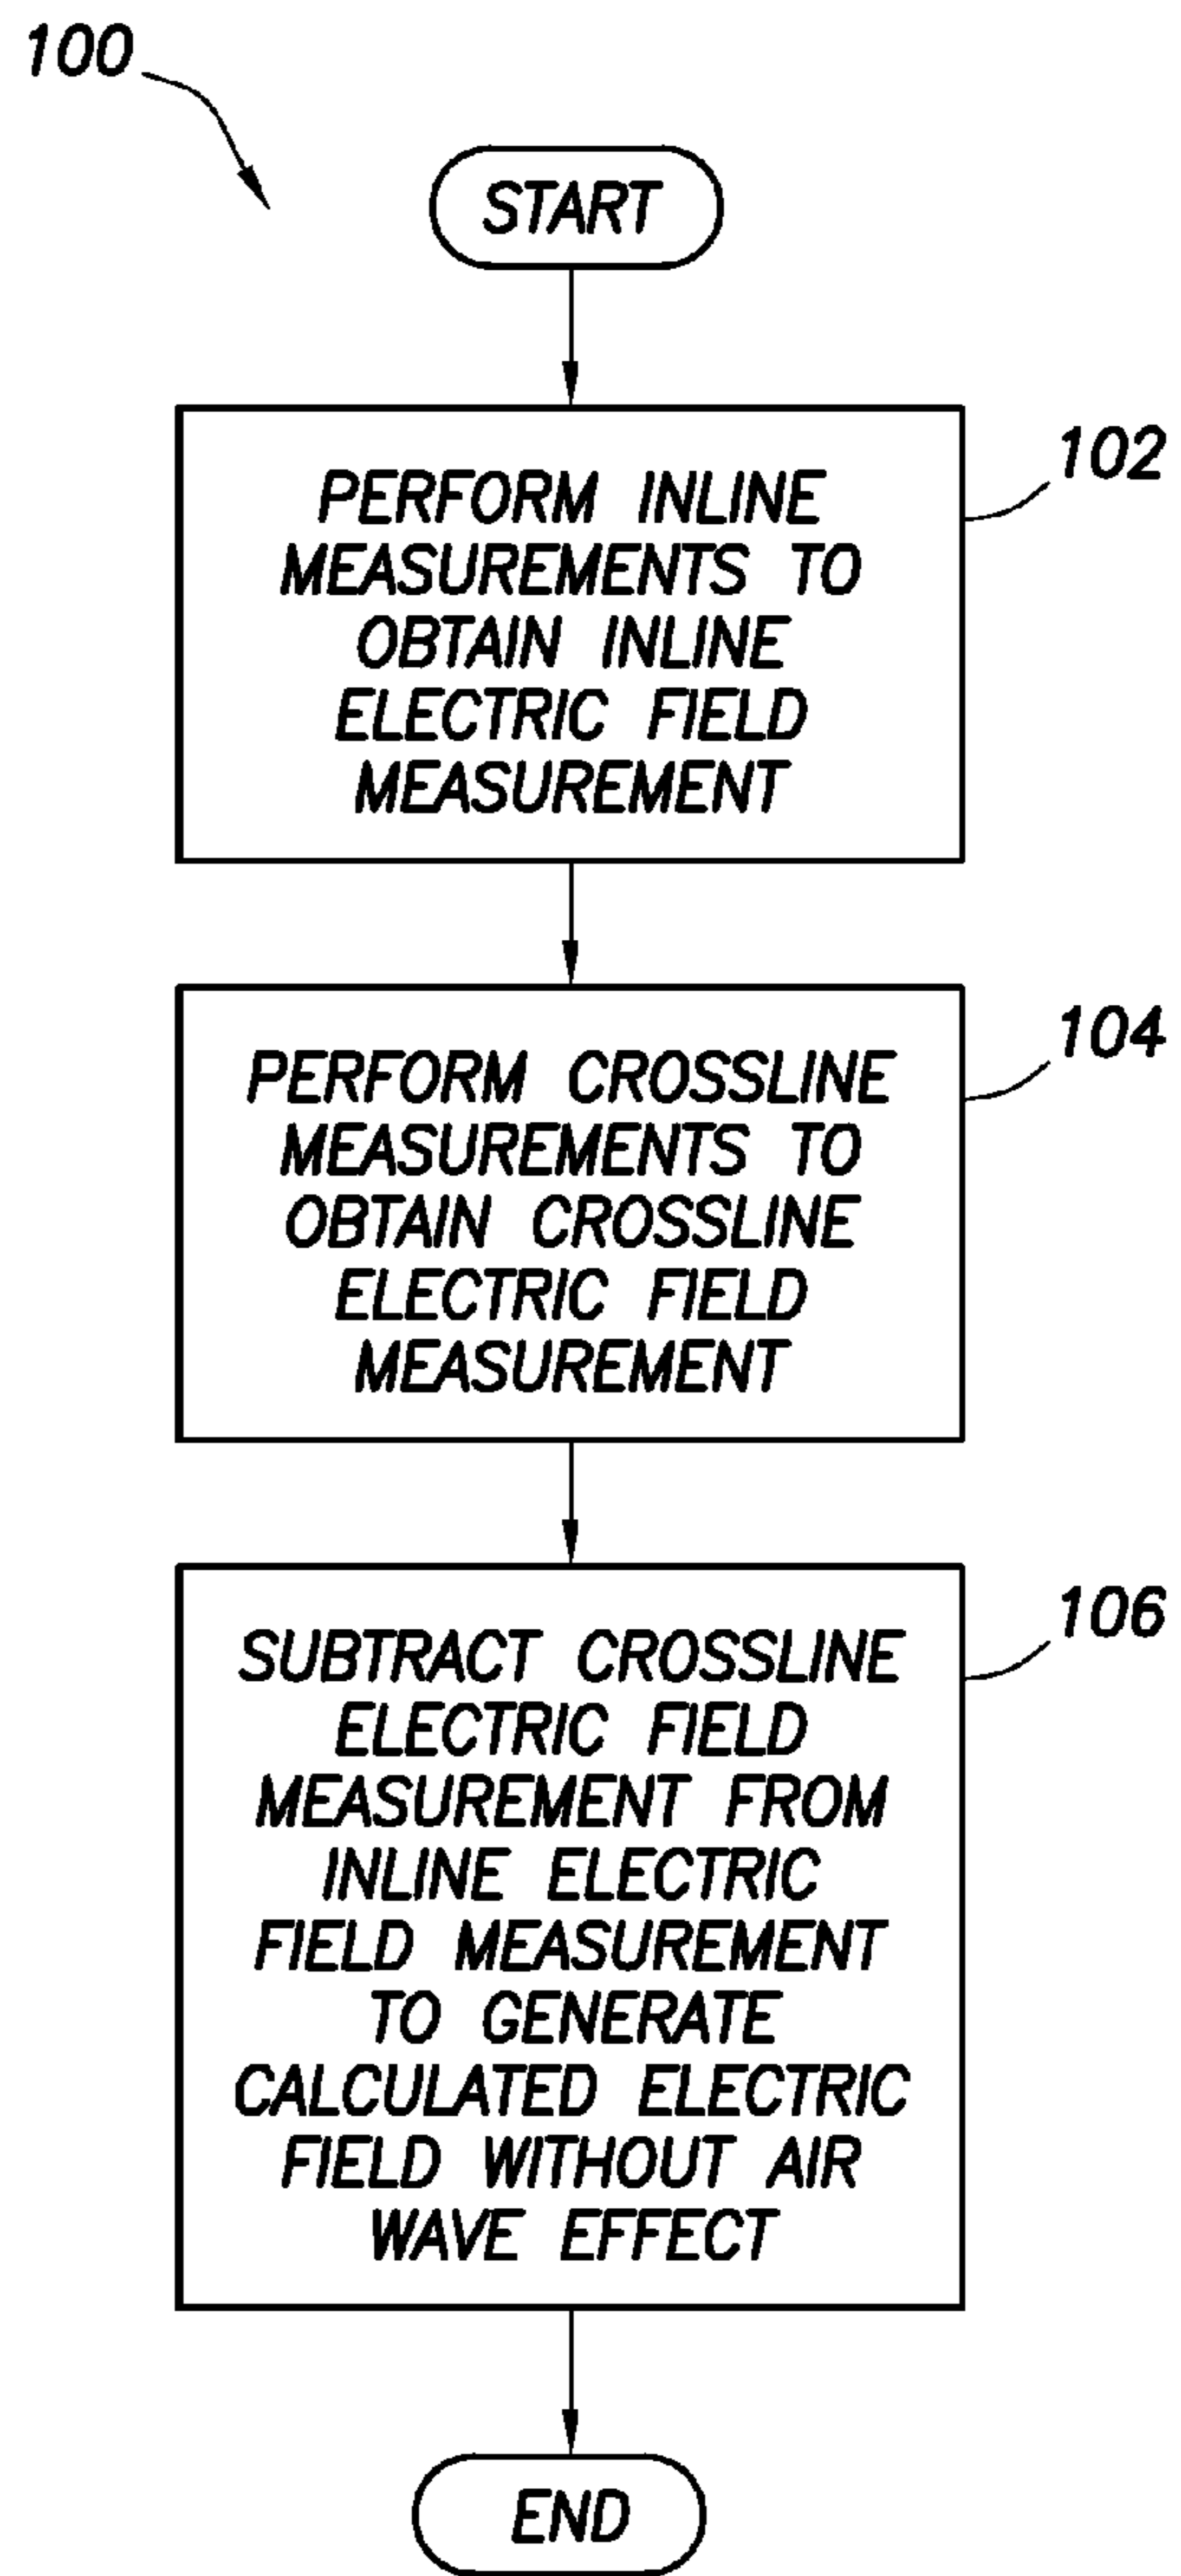 100
START
102
PERFORM INLINE
MEASUREMENTS TO
OBTAIN INLINE
ELECTRIC FIELD
MEASUREMENT
104
PERFORM CROSSLINE
MEASUREMENTS TO
OBTAIN CROSSLINE
ELECTRIC FIELD
MEASUREMENT
106
SUBTRACT CROSSLINE
ELECTRIC FIELD
MEASUREMENT FROM
INLINE ELECTRIC
FIELD MEASUREMENT
TO GENERATE
CALCULATED ELECTRIC
FIELD WITHOUT AIR
WAVE EFFECT
END